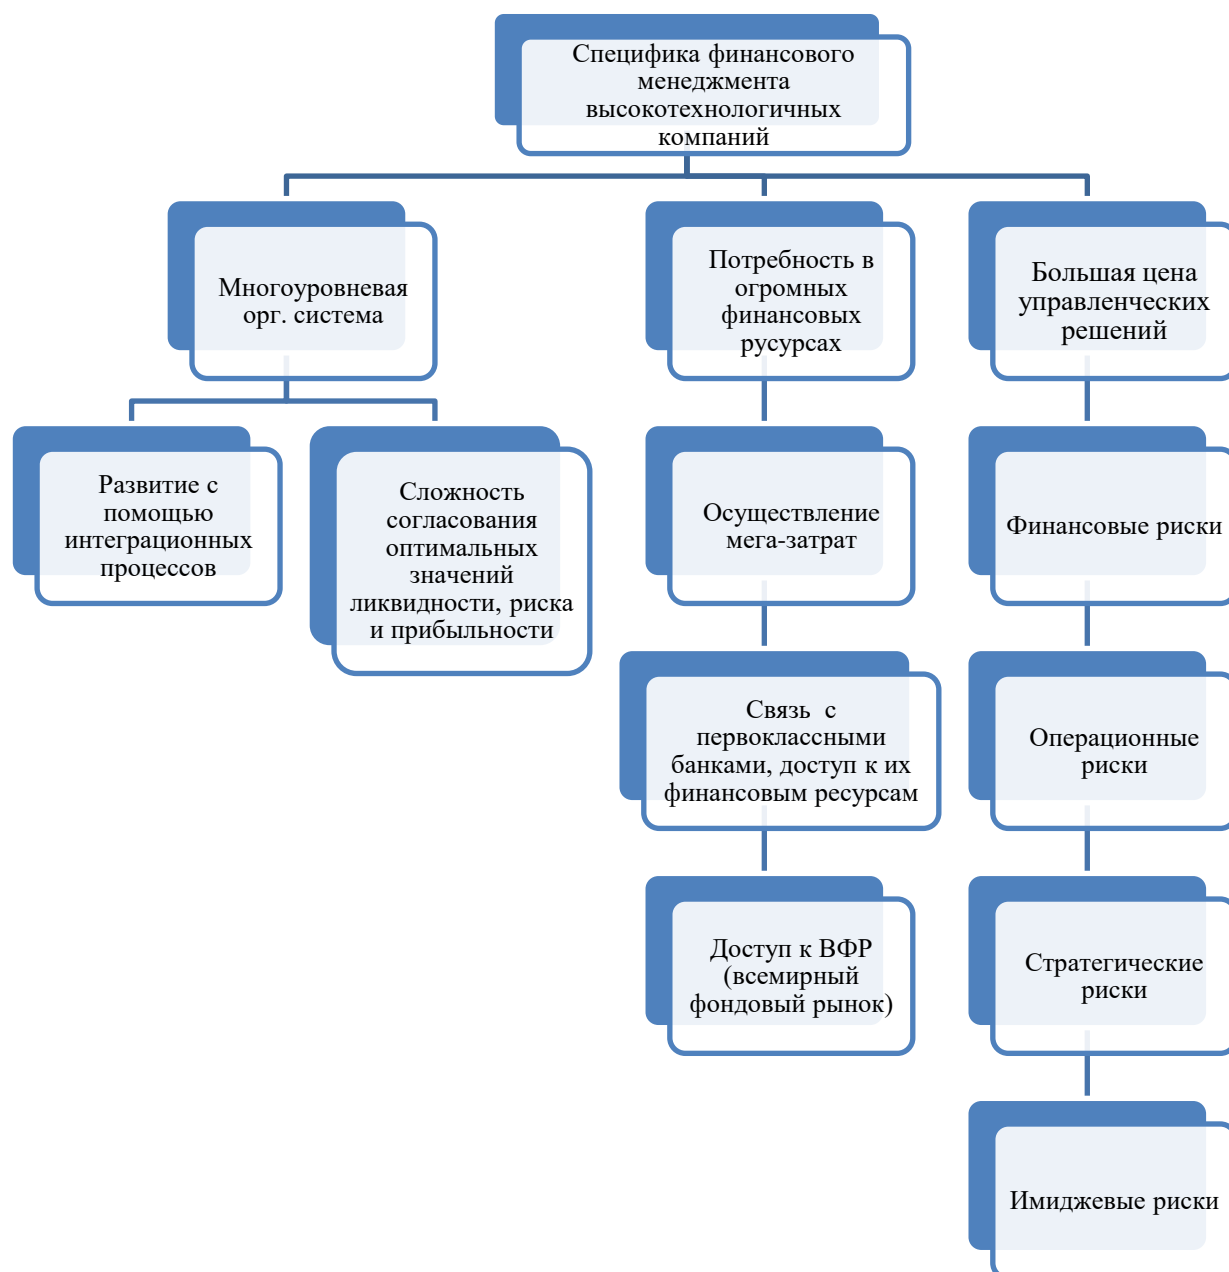 Специфика финансового
менеджмента
высокотехнологичных
компаний
Многоуровневая
орг. система
Потребность в
огромных
финансовых
русурсах
Большая цена
управленческих
решений
Развитие с
помощью
интеграционных
процессов
Сложность
согласования
оптимальных
значений
ликвидности, риска
и прибыльности
Осуществление
мега-затрат
Финансовые риски
Связь с
первоклассными
банками, доступ к их
финансовым ресурсам
Операционные
риски
Доступ к ВФР
(всемирный
фондовый рынок)
Стратегические
риски
Имиджевые риски